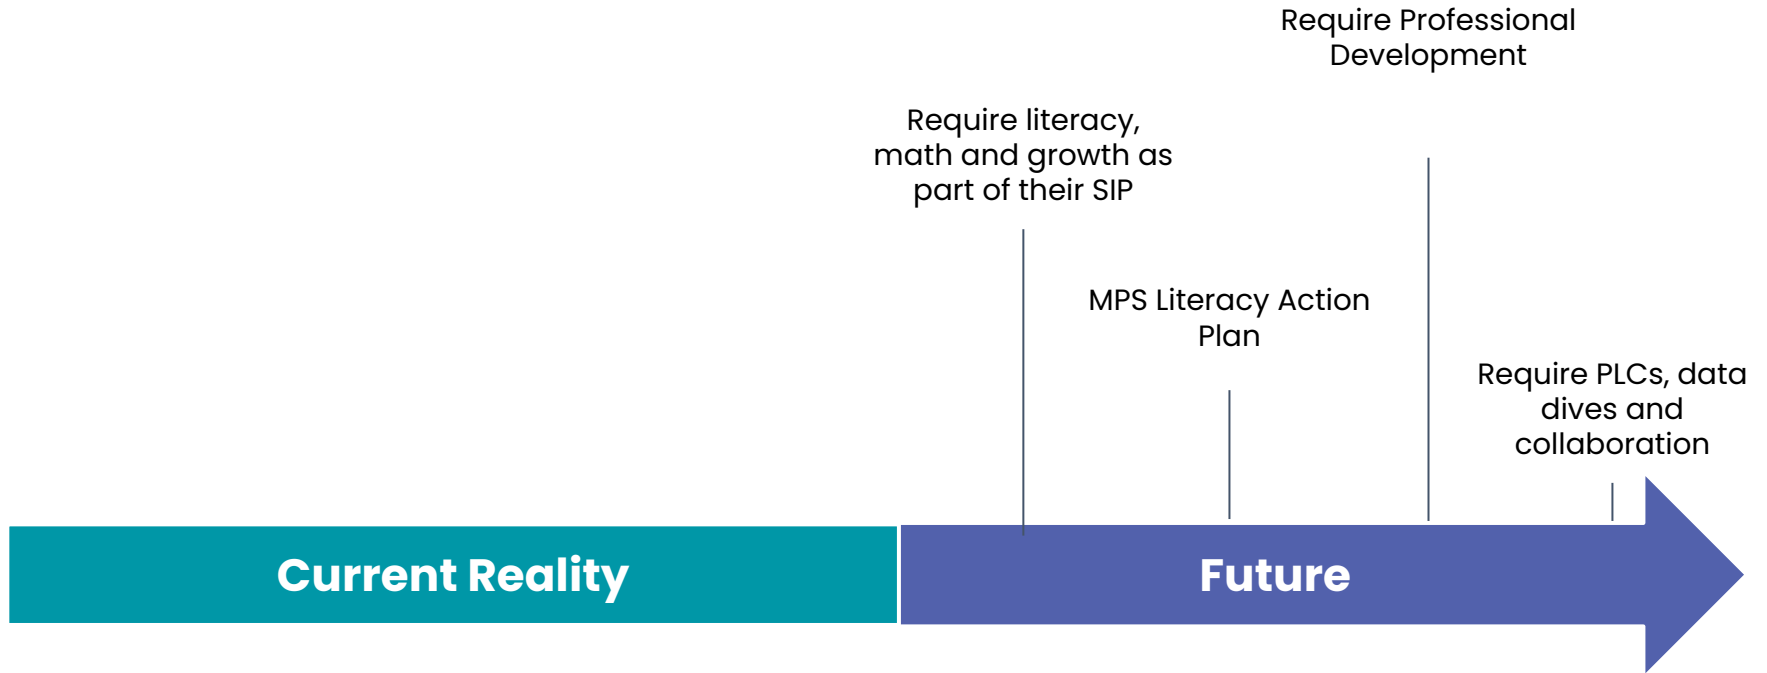 Require Professional
Development
Require literacy,
math and growth as
part of their SIP
MPS Literacy Action
Plan
Require PLCs, data
dives and
collaboration
Current Reality
Future